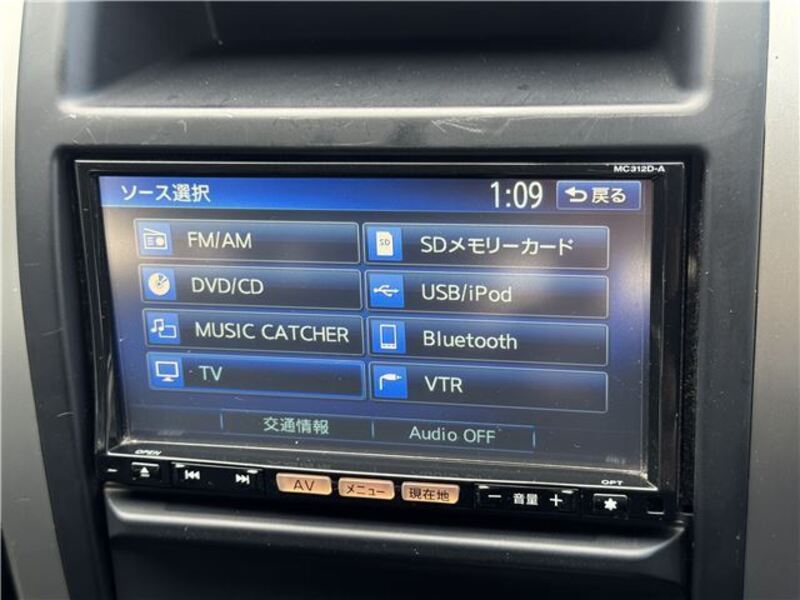 MC312D-A
ソース選択 1:09 戻る
FM/AM
SD SDメモリーカード
DVD/CD
USB/iPod
MUSIC CATCHER
Bluetooth
TV
VTR
交通情報 Audio OFF
OPEN OPT
AV メニュー 現在地 − 音量 + ✱